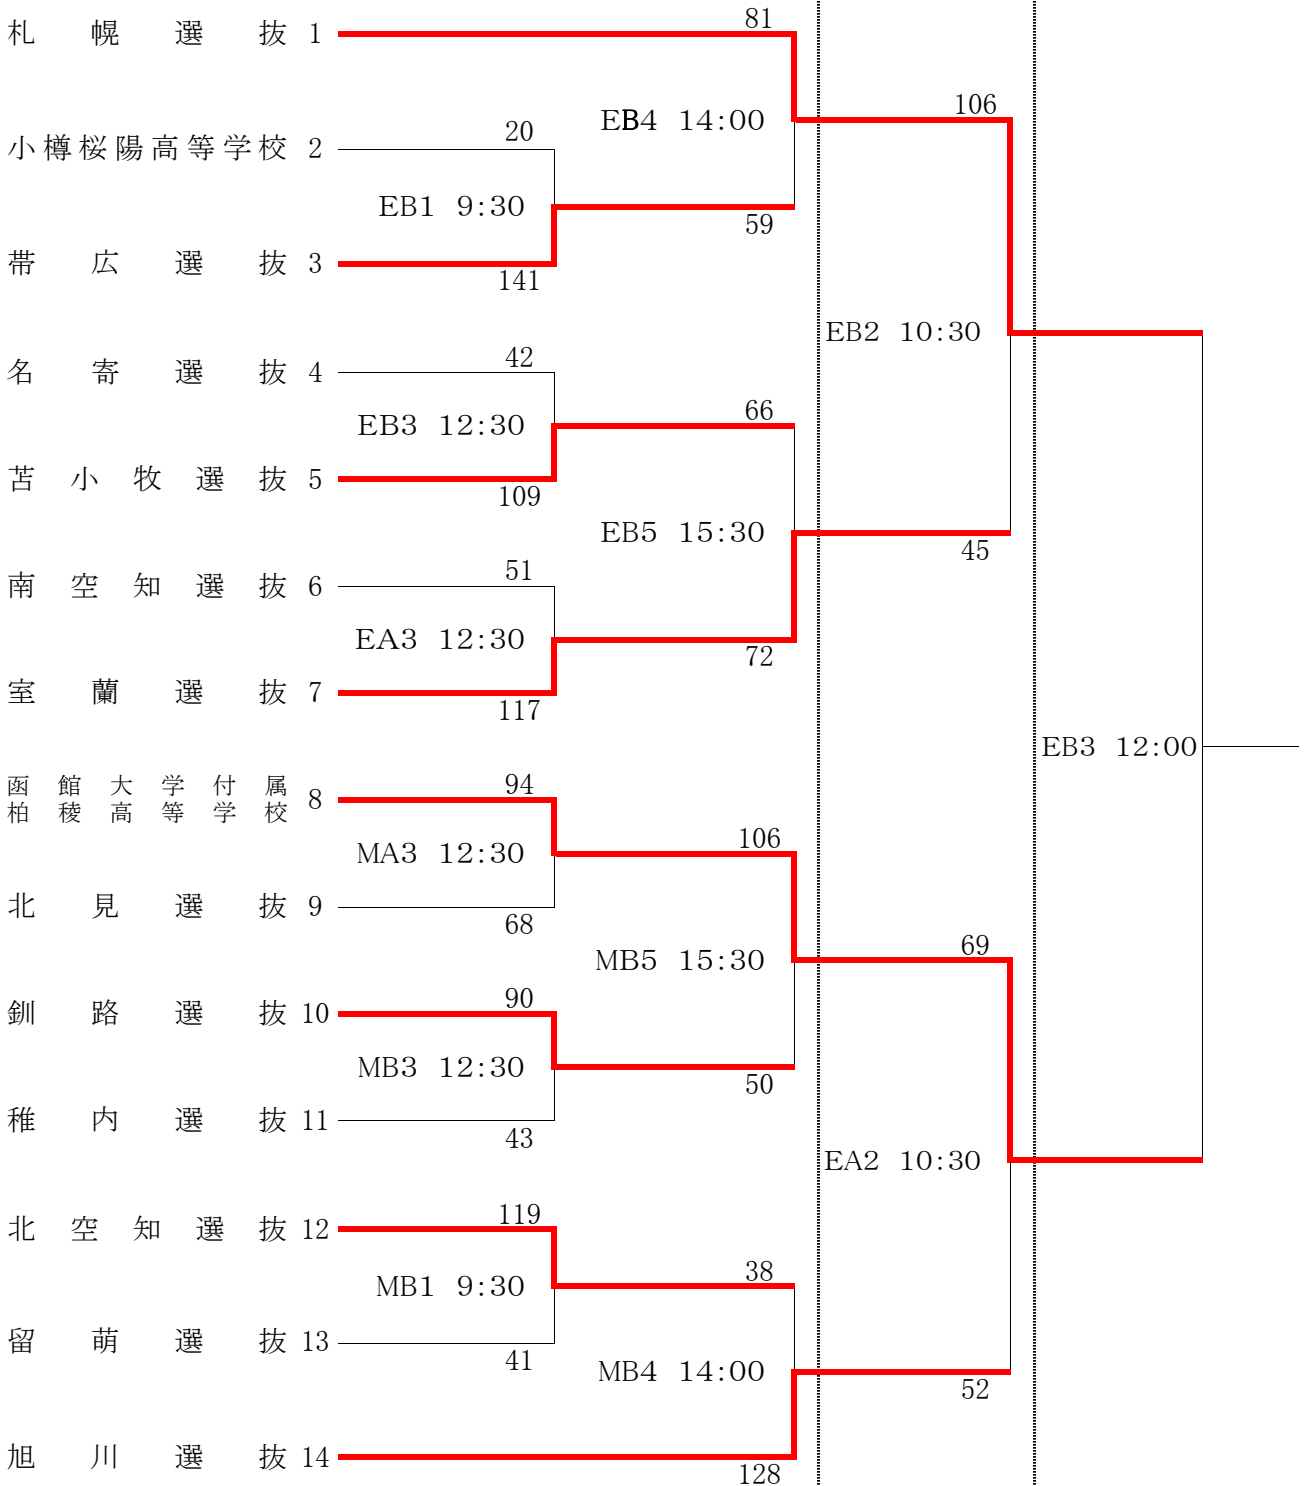 札幌選抜 1
81
106
EB4 14:00
20
小樽桜陽高等学校 2
EB1 9:30
59
帯広選抜 3
141
EB2 10:30
42
名寄選抜 4
66
EB3 12:30
苫小牧選抜 5
109
EB5 15:30
45
51
南空知選抜 6
EA3 12:30
72
室蘭選抜 7
117
EB3 12:00
函館大学付属
柏稜高等学校 8
94
106
MA3 12:30
北見選抜 9
68
69
MB5 15:30
90
釧路選抜 10
MB3 12:30
50
稚内選抜 11
43
EA2 10:30
119
北空知選抜 12
38
MB1 9:30
留萌選抜 13
41
MB4 14:00
52
旭川選抜 14
128